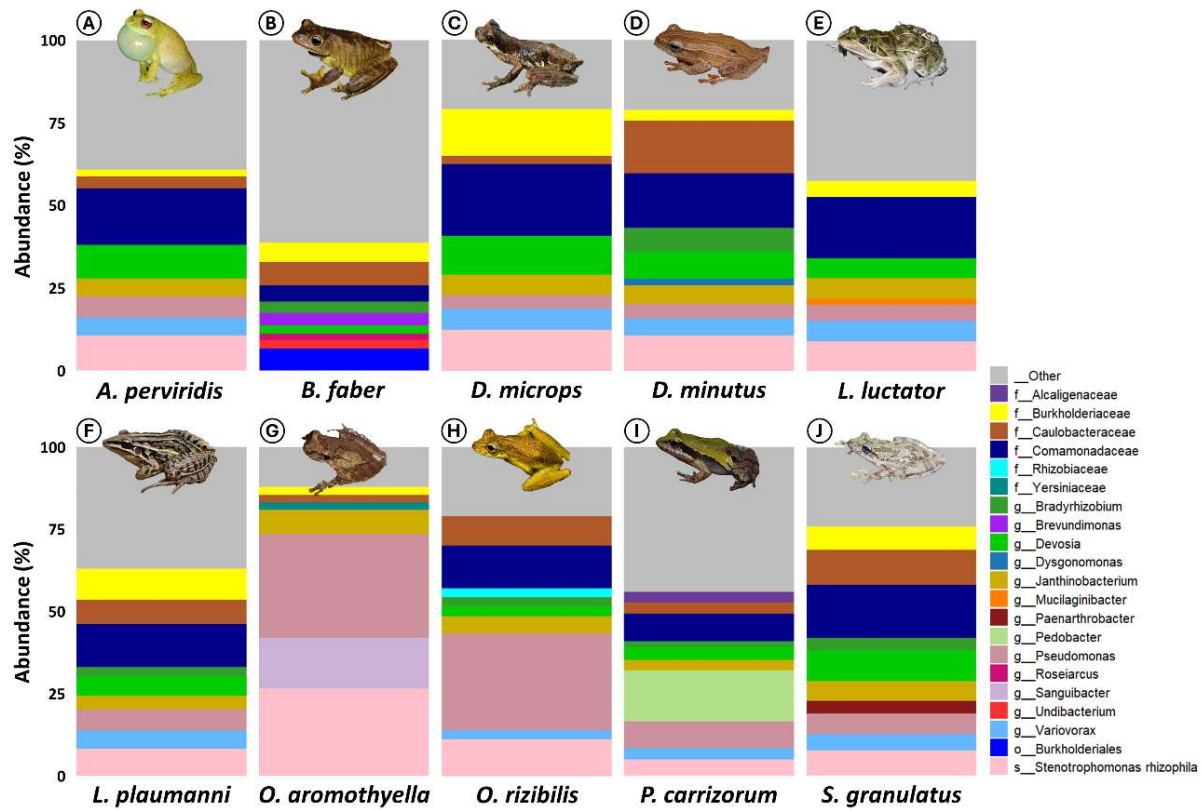 A
B
C
D
E
100
75
50
25
0
Abundance (%)
A. perviridis
B. faber
D. microps
D. minutus
L. luctator
F
G
H
I
J
100
75
50
25
0
Abundance (%)
L. plaumanni
O. aromothyella
O. rizibilis
P. carrizorum
S. granulatus
__Other
f__Alcaligenaceae
f__Burkholderiaceae
f__Caulobacteraceae
f__Comamonadaceae
f__Rhizobiaceae
f__Yersiniaceae
g__Bradyrhizobium
g__Brevundimonas
g__Devosia
g__Dysgonomonas
g__Janthinobacterium
g__Mucilaginibacter
g__Paenarthrobacter
g__Pedobacter
g__Pseudomonas
g__Roseiarcus
g__Sanguibacter
g__Undibacterium
g__Variovorax
o__Burkholderiales
s__Stenotrophomonas rhizophila